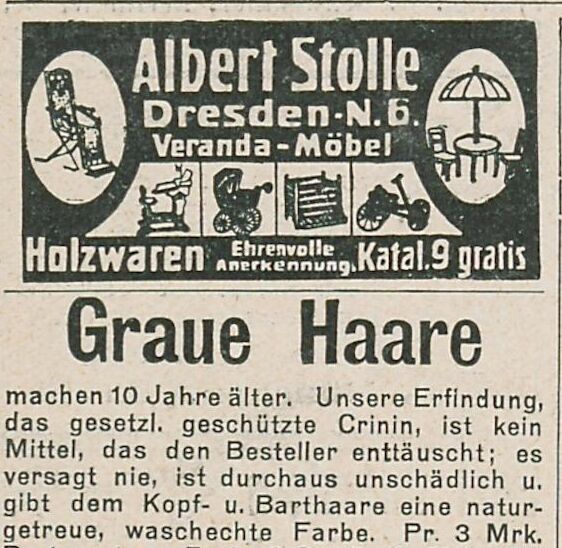 Albert Stolle
Dresden-N.6.
Veranda-Möbel
Holzwaren Ehrenvolle Anerkennung. Katal.9 gratis
Graue Haare
machen 10 Jahre älter. Unsere Erfindung,
das gesetzl. geschützte Crinin, ist kein
Mittel, das den Besteller enttäuscht; es
versagt nie, ist durchaus unschädlich u.
gibt dem Kopf- u. Barthaare eine natur-
getreue, waschechte Farbe. Pr. 3 Mrk.